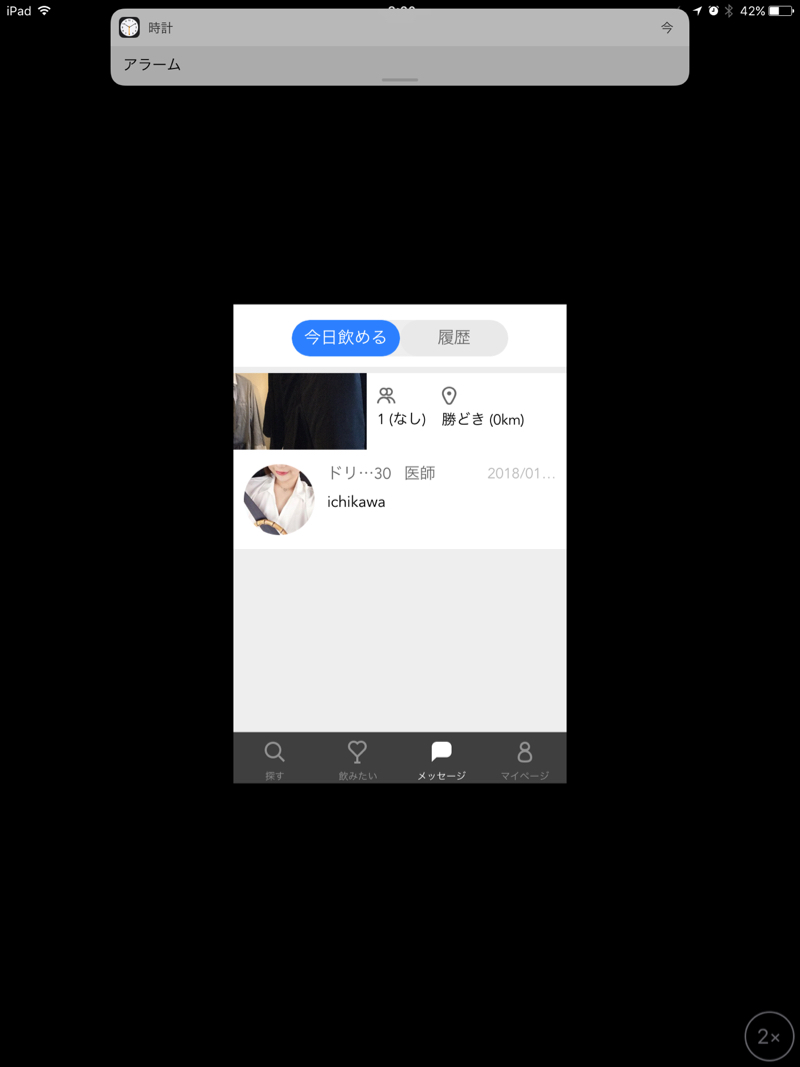 iPad
42%
時計
今
アラーム
今日飲める
履歴
1 (なし)
勝どき (0km)
ドリ…30 医師
2018/01…
ichikawa
探す
飲みたい
メッセージ
マイページ
2×